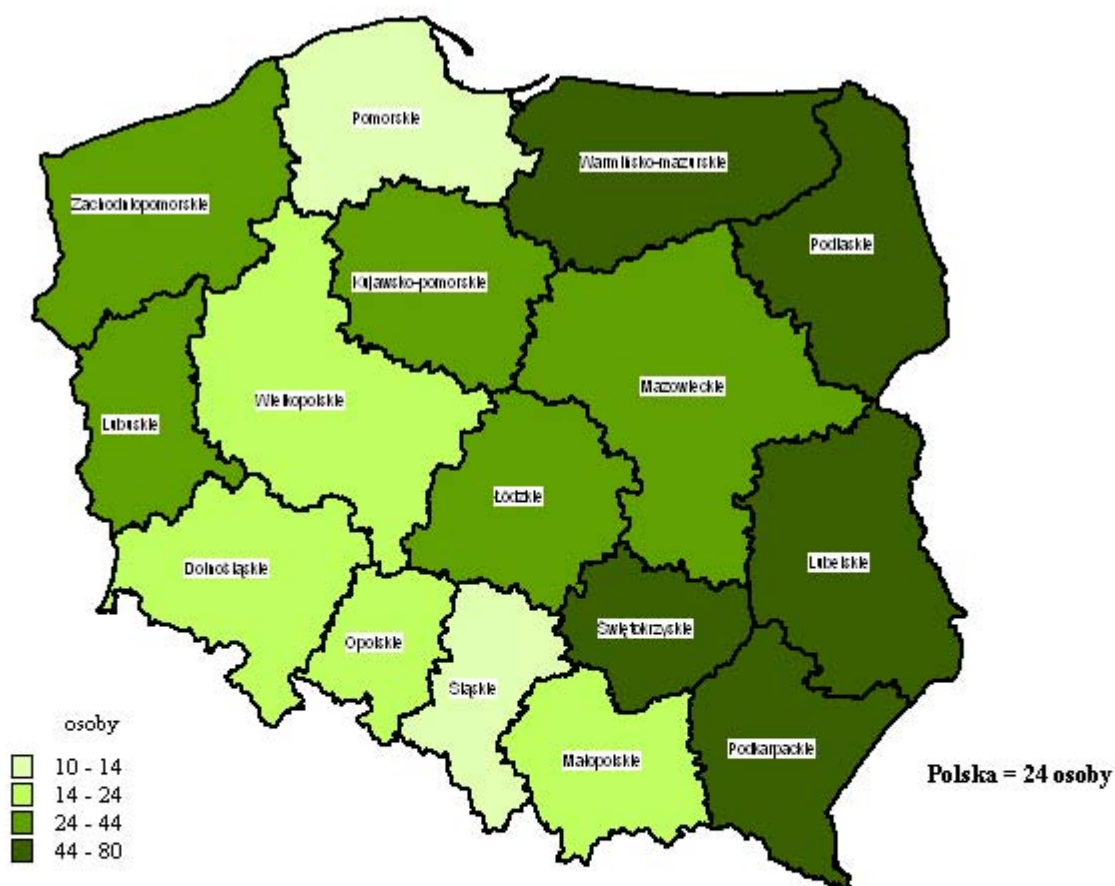 Pomorskie
Warmińsko-mazurskie
Zachodniopomorskie
Podlaskie
Kujawsko-pomorskie
Mazowieckie
Wielkopolskie
Lubuskie
Łódzkie
Lubelskie
Dolnośląskie
Świętokrzyskie
Opolskie
Śląskie
Podkarpackie
Małopolskie
osoby
10 - 14
14 - 24
24 - 44
44 - 80
Polska = 24 osoby